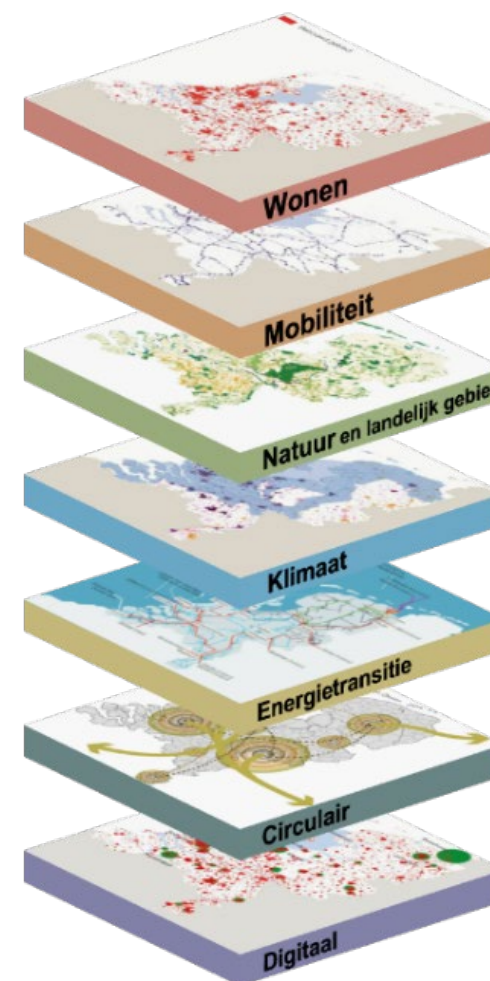 Wonen
Mobiliteit
Natuur en landelijk gebie
Klimaat
Energietransitie
Circulair
Digitaal